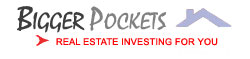 BIGGER POCKETS
REAL ESTATE INVESTING FOR YOU